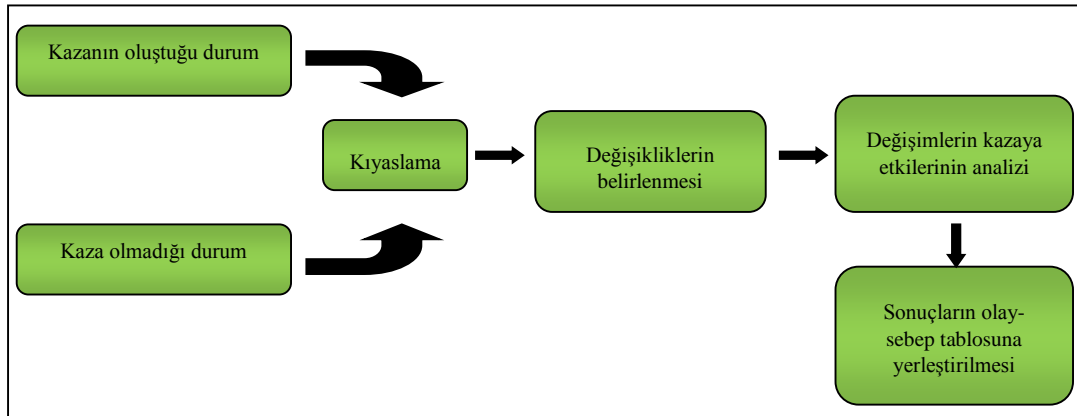 Kazanın oluştuğu durum
Kıyaslama
Kaza olmadığı durum
Değişikliklerin
belirlenmesi
Değişimlerin kazaya
etkilerinin analizi
Sonuçların olay-
sebep tablosuna
yerleştirilmesi